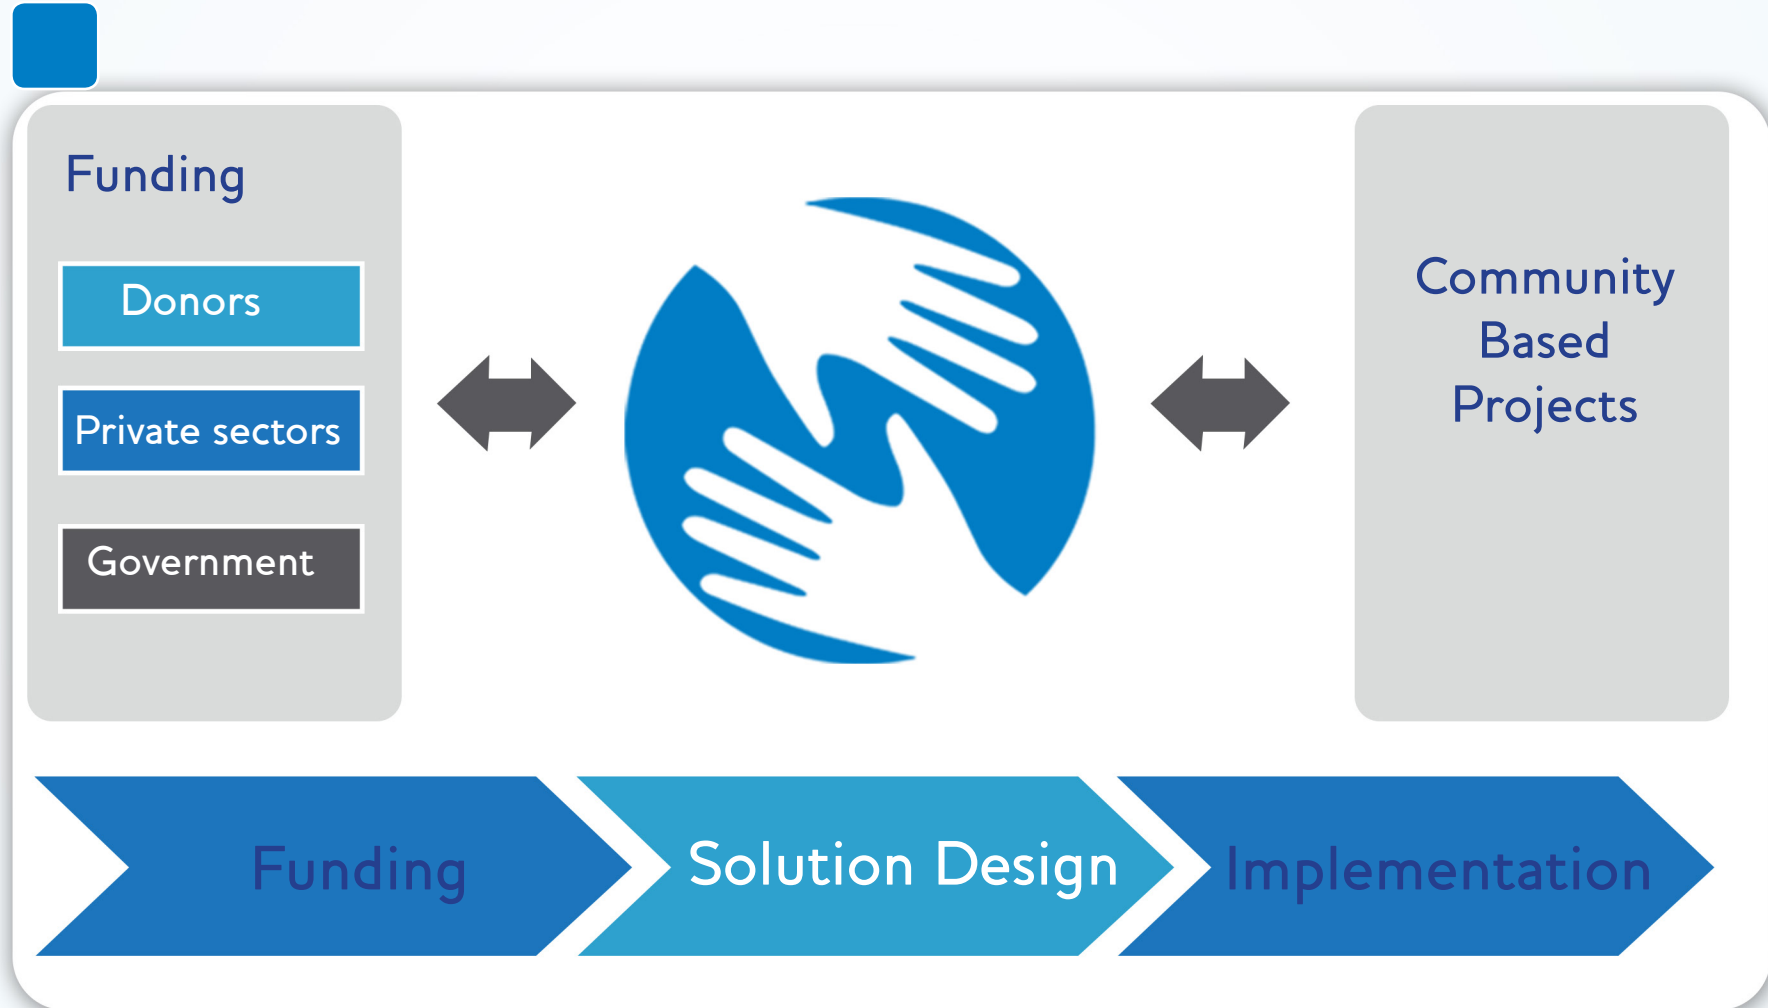 Funding
Donors
Private sectors
Government
Community
Based
Projects
Funding
Solution Design
Implementation